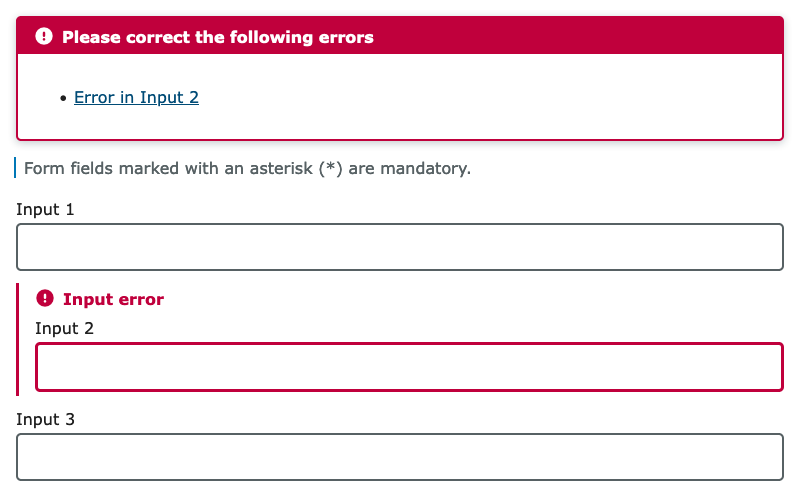 Please correct the following errors
• Error in Input 2
Form fields marked with an asterisk (*) are mandatory.
Input 1
Input error
Input 2
Input 3